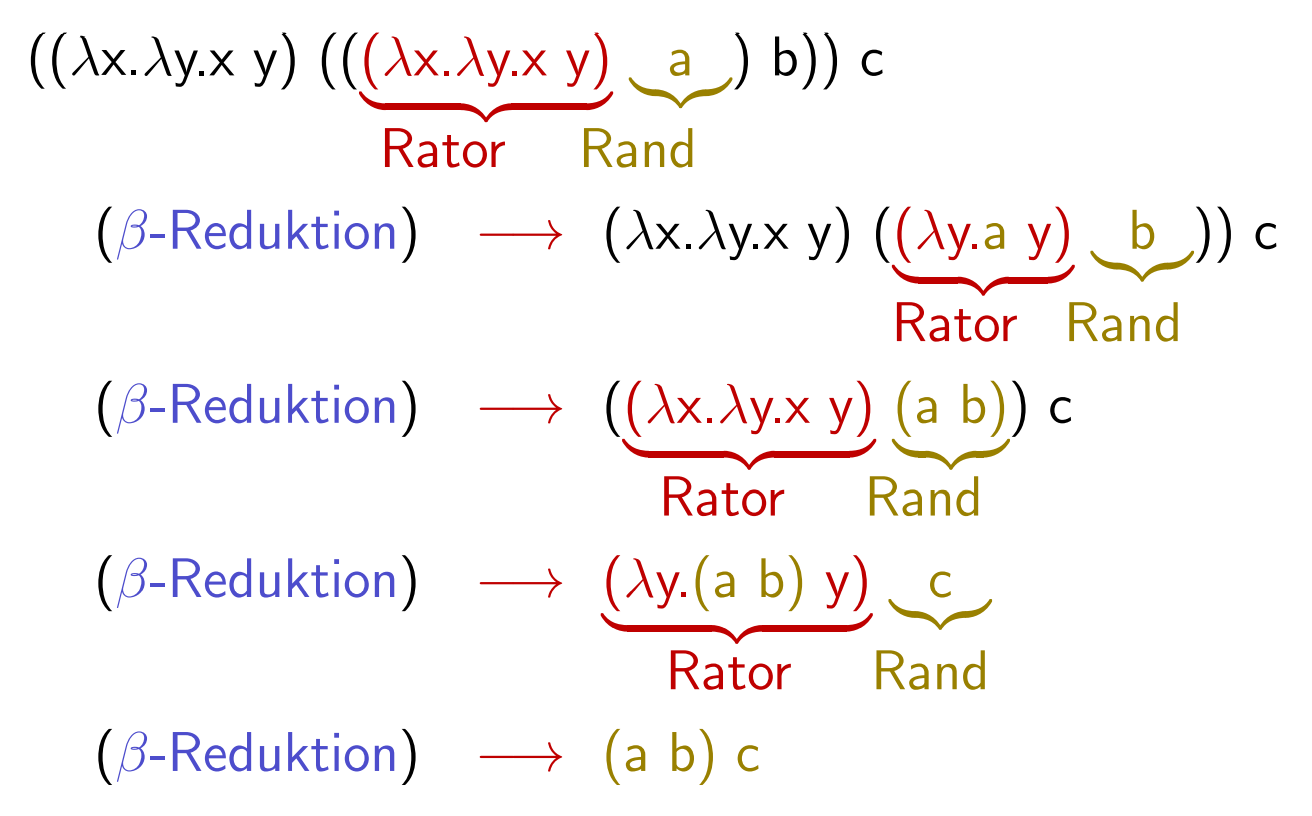 ((λx.λy.x y) (((λx.λy.x y) a) b)) c
Rator Rand
(β-Reduktion) ⟶ (λx.λy.x y) ((λy.a y) b)) c
Rator Rand
(β-Reduktion) ⟶ ((λx.λy.x y) (a b)) c
Rator Rand
(β-Reduktion) ⟶ (λy.(a b) y) c
Rator Rand
(β-Reduktion) ⟶ (a b) c